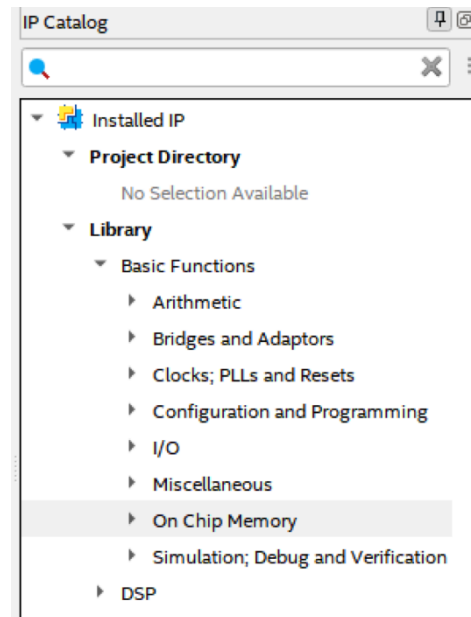 IP Catalog
Installed IP
Project Directory
No Selection Available
Library
Basic Functions
Arithmetic
Bridges and Adaptors
Clocks; PLLs and Resets
Configuration and Programming
I/O
Miscellaneous
On Chip Memory
Simulation; Debug and Verification
DSP